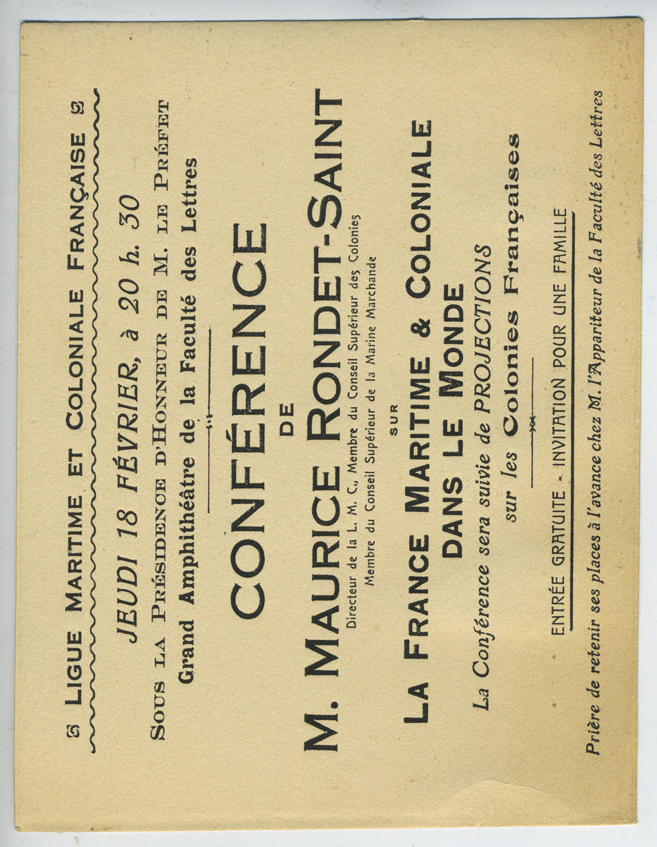 LIGUE MARITIME ET COLONIALE FRANÇAISE
JEUDI 18 FÉVRIER, à 20 h. 30
SOUS LA PRÉSIDENCE D'HONNEUR DE M. LE PRÉFET
Grand Amphithéâtre de la Faculté des Lettres
CONFÉRENCE
DE
M. MAURICE RONDET-SAINT
Directeur de la L. M. C., Membre du Conseil Supérieur des Colonies
Membre du Conseil Supérieur de la Marine Marchande
SUR
LA FRANCE MARITIME & COLONIALE
DANS LE MONDE
La Conférence sera suivie de PROJECTIONS
sur les Colonies Françaises
ENTRÉE GRATUITE - INVITATION POUR UNE FAMILLE
Prière de retenir ses places à l'avance chez M. l'Appariteur de la Faculté des Lettres